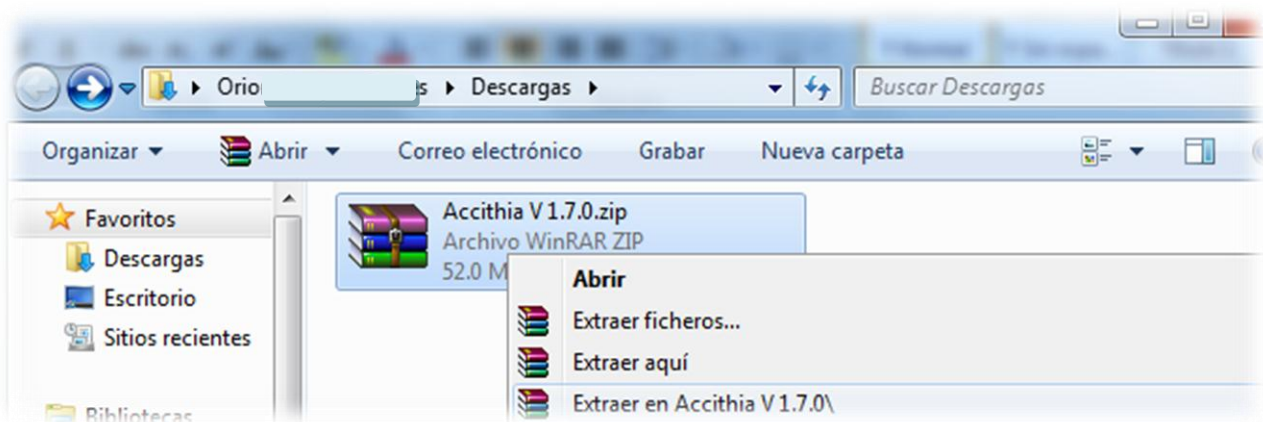 Orio s ▸ Descargas ▸ Buscar Descargas
Organizar Abrir Correo electrónico Grabar Nueva carpeta
Favoritos
Descargas
Escritorio
Sitios recientes
Bibliotecas
Accithia V 1.7.0.zip
Archivo WinRAR ZIP
52.0 M
Abrir
Extraer ficheros...
Extraer aquí
Extraer en Accithia V 1.7.0\